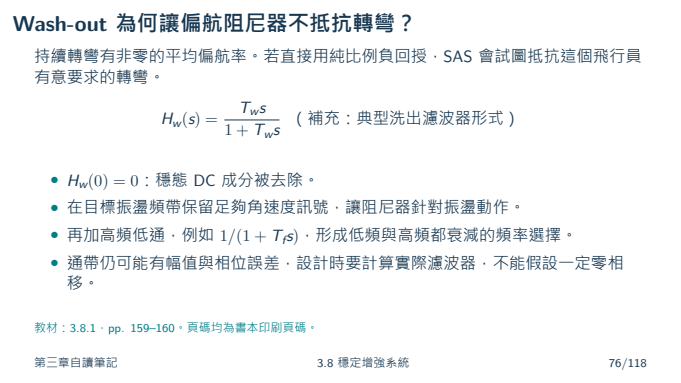 Wash-out 為何讓偏航阻尼器不抵抗轉彎？
持續轉彎有非零的平均偏航率。若直接用純比例負回授，SAS 會試圖抵抗這個飛行員
有意要求的轉彎。
H_w(s) = T_w s / (1 + T_w s) （補充：典型洗出濾波器形式）
• H_w(0) = 0：穩態 DC 成分被去除。
• 在目標振盪頻帶保留足夠角速度訊號，讓阻尼器針對振盪動作。
• 再加高頻低通，例如 1/(1 + T_f s)，形成低頻與高頻都衰減的頻率選擇。
• 通帶仍可能有幅值與相位誤差，設計時要計算實際濾波器，不能假設一定零相
移。
教材：3.8.1，pp. 159–160。頁碼均為書本印刷頁碼。
第三章自讀筆記 3.8 穩定增強系統 76/118